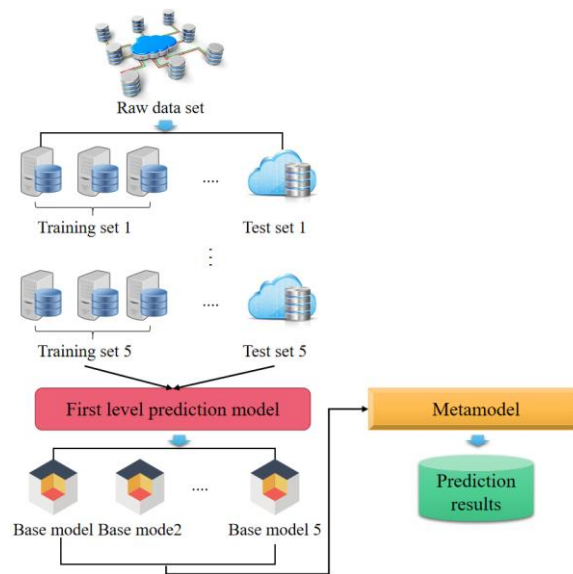 Raw data set
....
Training set 1 Test set 1
⋮
....
Training set 5 Test set 5
First level prediction model
Metamodel
....
Base model Base mode2 Base model 5
Prediction
results